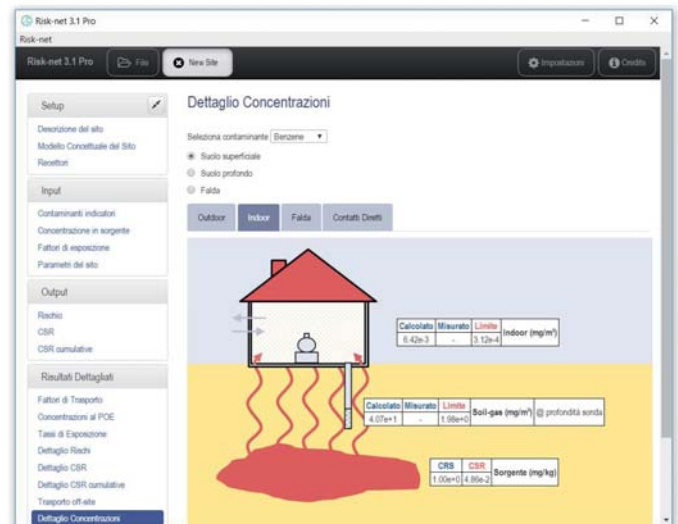 Risk-net 3.1 Pro
Risk-net
Risk-net 3.1 Pro
File
New Site
Impostazioni
Credits
Setup
Descrizione del sito
Modello Concettuale del Sito
Recettori
Input
Contaminanti indicatori
Concentrazione in sorgente
Fattori di esposizione
Parametri del sito
Output
Rischio
CSR
CSR cumulative
Risultati Dettagliati
Fattori di Trasporto
Concentrazioni al POE
Tassi di Esposizione
Dettaglio Rischi
Dettaglio CSR
Dettaglio CSR cumulative
Trasporto off-site
Dettaglio Concentrazioni
Dettaglio Concentrazioni
Seleziona contaminante Benzene
Suolo superficiale
Suolo profondo
Falda
Outdoor Indoor Falda Contatti Diretti
Calcolato Misurato Limite Indoor (mg/m³)
6.42e-3 - 3.12e-4
Calcolato Misurato Limite Soil-gas (mg/m³) @ profondità sonda
4.07e+1 - 1.98e+0
CRS CSR Sorgente (mg/kg)
1.00e+0 4.86e-2